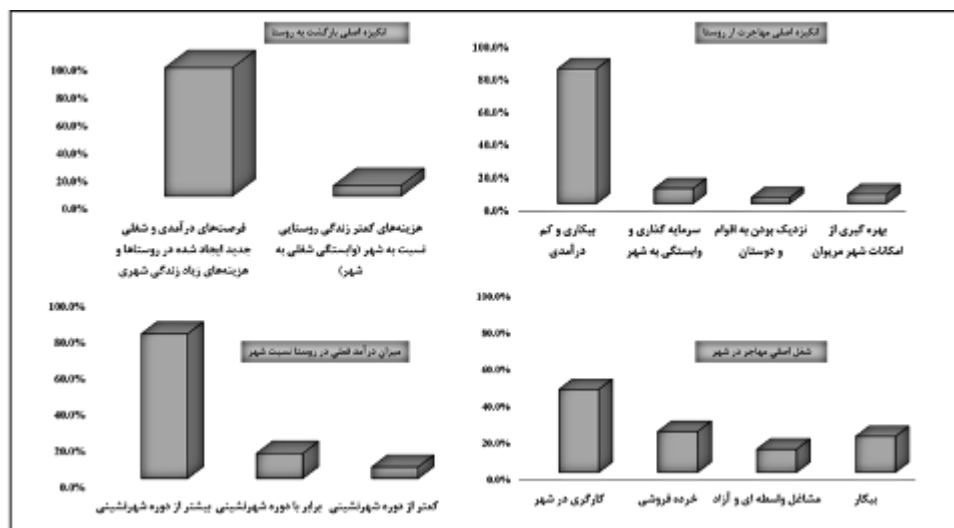 انگیزه اصلی مهاجرت از روستا
100.0%
80.0%
60.0%
40.0%
20.0%
0.0%
بیکاری و کم
درآمدی
سرمایه گذاری و
وابستگی به شهر
نزدیک بودن به اقوام
و دوستان
بهره گیری از
امکانات شهر مریوان
انگیزه اصلی بازگشت به روستا
100.0%
80.0%
60.0%
40.0%
20.0%
0.0%
فرصت‌های درآمدی و شغلی
جدید ایجاد شده در روستاها و
هزینه‌های زیاد زندگی شهری
هزینه‌های کمتر زندگی روستایی
نسبت به شهر (وابستگی شغلی به
شهر)
شغل اصلی مهاجر در شهر
100.0%
80.0%
60.0%
40.0%
20.0%
0.0%
کارگری در شهر
خرده فروشی
مشاغل واسطه ای و آزاد
بیکار
میزان درآمد فعلی در روستا نسبت شهر
100.0%
80.0%
60.0%
40.0%
20.0%
0.0%
بیشتر از دوره شهرنشینی
برابر با دوره شهرنشینی
کمتر از دوره شهرنشینی